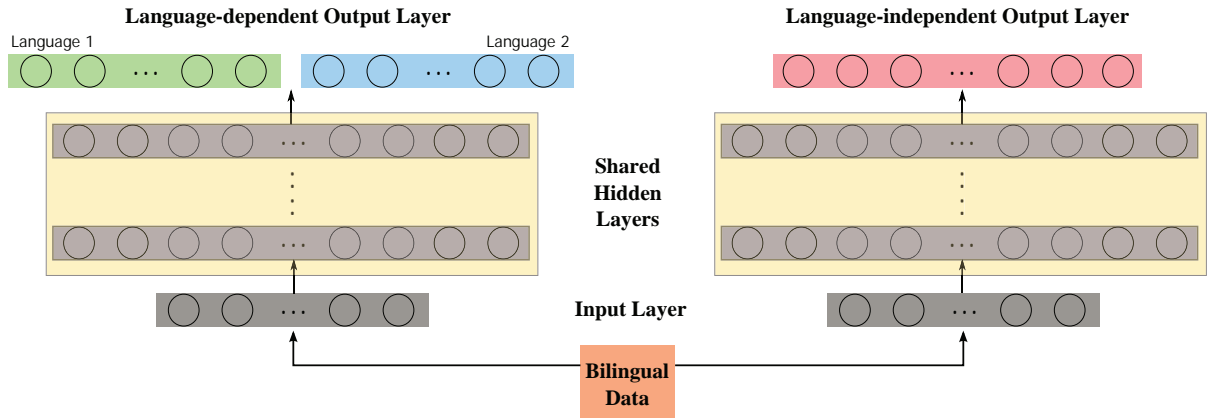 Language-dependent Output Layer
Language-independent Output Layer
Language 1
Language 2
Shared
Hidden
Layers
Input Layer
Bilingual
Data